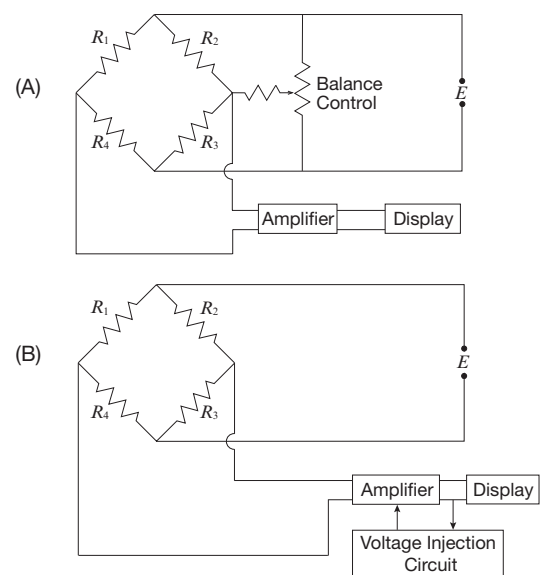 R1
R2
(A)
Balance
Control
E
R4
R3
Amplifier
Display
R1
R2
(B)
E
R4
R3
Amplifier
Display
Voltage Injection
Circuit